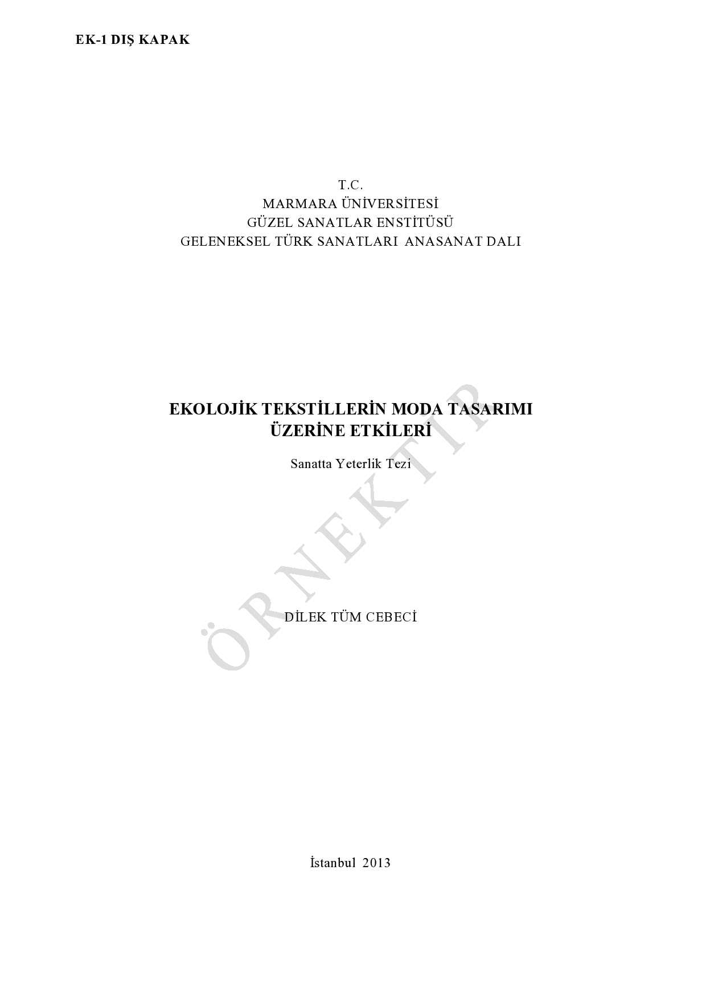 EK-1 DIŞ KAPAK
T.C.
MARMARA ÜNİVERSİTESİ
GÜZEL SANATLAR ENSTİTÜSÜ
GELENEKSEL TÜRK SANATLARI ANASANAT DALI
EKOLOJİK TEKSTİLLERİN MODA TASARIMI
ÜZERİNE ETKİLERİ
Sanatta Yeterlik Tezi
ÖRNEKTİR
DİLEK TÜM CEBECİ
İstanbul 2013